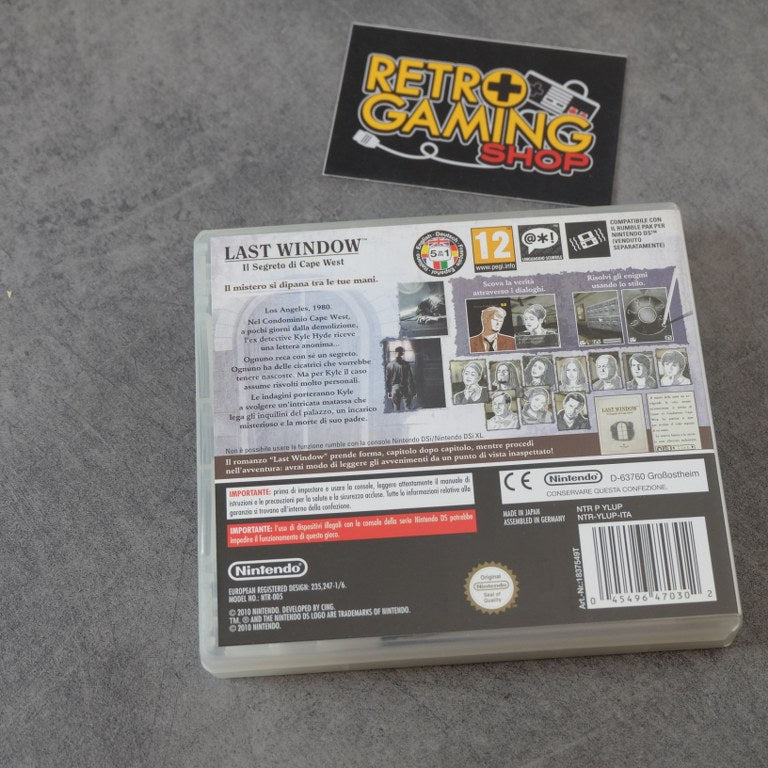 RETRO
GAMING
SHOP
LAST WINDOW™
Il Segreto di Cape West
5 in 1
12
www.pegi.info
@*!
LINGUAGGIO SCURRILE
COMPATIBILE CON
IL RUMBLE PAK PER
NINTENDO DS™
(VENDUTO
SEPARATAMENTE)
Il mistero si dipana tra le tue mani.
Los Angeles, 1980.
Nel Condominio Cape West,
a pochi giorni dalla demolizione,
l'ex detective Kyle Hyde riceve
una lettera anonima...
Ognuno reca con sé un segreto.
Ognuno ha delle cicatrici che vorrebbe
tenere nascoste. Ma per Kyle il caso
assume risvolti molto personali.
Le indagini porteranno Kyle
a svolgere un'intricata matassa che
lega gli inquilini del palazzo, un incarico
misterioso e la morte di suo padre.
Scova la verità
attraverso i dialoghi.
Risolvi gli enigmi
usando lo stilo.
LAST WINDOW
Non è possibile usare la funzione rumble con la console Nintendo DSi/Nintendo DSi XL
Il romanzo "Last Window" prende forma, capitolo dopo capitolo, mentre procedi
nell'avventura: avrai modo di leggere gli avvenimenti da un punto di vista inaspettato!
IMPORTANTE: prima di impostare e usare la console, leggere attentamente il manuale di
istruzioni e le precauzioni per la salute e la sicurezza accluse. Tutte le informazioni relative alla
garanzia si trovano all'interno della confezione.
IMPORTANTE: l'uso di dispositivi illegali con le console della serie Nintendo DS potrebbe
impedire il funzionamento di questo gioco.
CE Nintendo D-63760 Großostheim
CONSERVARE QUESTA CONFEZIONE.
MADE IN JAPAN
ASSEMBLED IN GERMANY
NTR P YLUP
NTR-YLUP-ITA
Art.-Nr.:1837549T
0 45496 47030 2
Nintendo®
EUROPEAN REGISTERED DESIGN: 235,247-1/6.
MODEL NO.: NTR-005
© 2010 NINTENDO. DEVELOPED BY CING.
TM, ® AND THE NINTENDO DS LOGO ARE TRADEMARKS OF NINTENDO.
© 2010 NINTENDO.
Original
Nintendo
Seal of
Quality